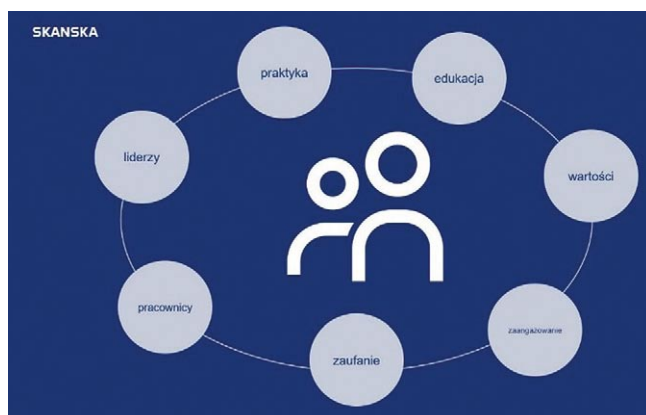 SKANSKA
praktyka
edukacja
wartości
zaangażowanie
zaufanie
pracownicy
liderzy